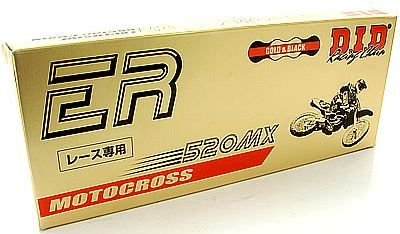 ER
GOLD & BLACK
D.I.D
Racing Chain
レース専用
520MX
MOTOCROSS